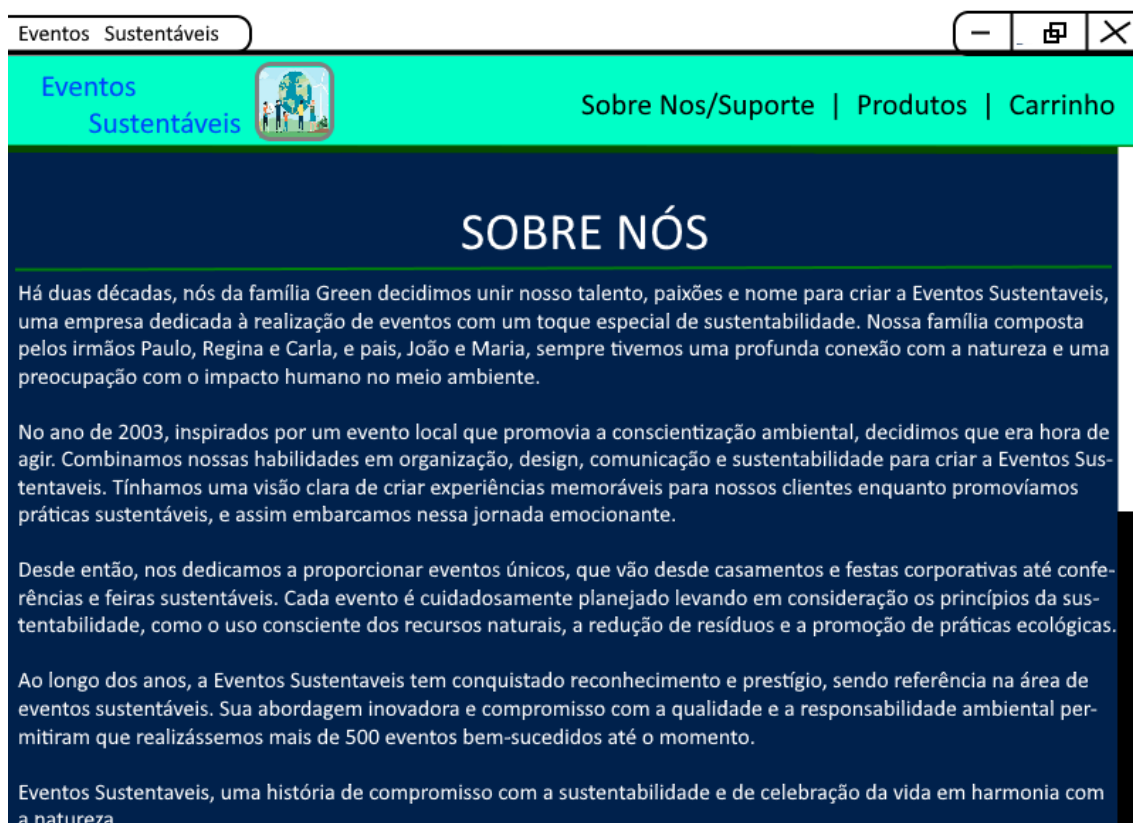 Eventos Sustentáveis
Eventos
Sustentáveis
Sobre Nos/Suporte | Produtos | Carrinho
SOBRE NÓS
Há duas décadas, nós da família Green decidimos unir nosso talento, paixões e nome para criar a Eventos Sustentaveis,
uma empresa dedicada à realização de eventos com um toque especial de sustentabilidade. Nossa família composta
pelos irmãos Paulo, Regina e Carla, e pais, João e Maria, sempre tivemos uma profunda conexão com a natureza e uma
preocupação com o impacto humano no meio ambiente.
No ano de 2003, inspirados por um evento local que promovia a conscientização ambiental, decidimos que era hora de
agir. Combinamos nossas habilidades em organização, design, comunicação e sustentabilidade para criar a Eventos Sus-
tentaveis. Tínhamos uma visão clara de criar experiências memoráveis para nossos clientes enquanto promovíamos
práticas sustentáveis, e assim embarcamos nessa jornada emocionante.
Desde então, nos dedicamos a proporcionar eventos únicos, que vão desde casamentos e festas corporativas até confe-
rências e feiras sustentáveis. Cada evento é cuidadosamente planejado levando em consideração os princípios da sus-
tentabilidade, como o uso consciente dos recursos naturais, a redução de resíduos e a promoção de práticas ecológicas.
Ao longo dos anos, a Eventos Sustentaveis tem conquistado reconhecimento e prestígio, sendo referência na área de
eventos sustentáveis. Sua abordagem inovadora e compromisso com a qualidade e a responsabilidade ambiental per-
mitiram que realizássemos mais de 500 eventos bem-sucedidos até o momento.
Eventos Sustentaveis, uma história de compromisso com a sustentabilidade e de celebração da vida em harmonia com
a natureza.